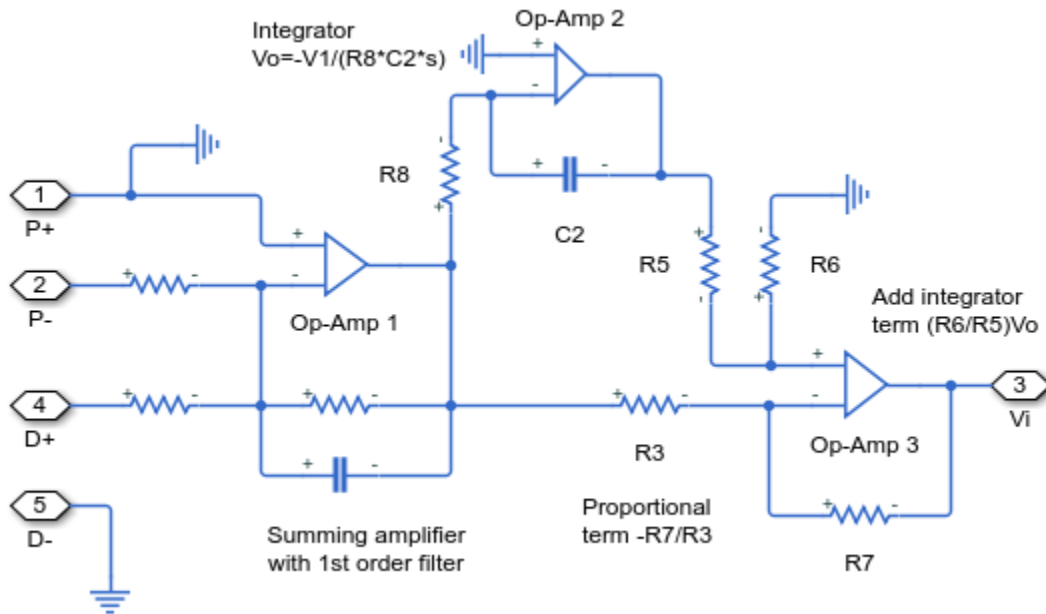 Integrator
Vo=-V1/(R8*C2*s)
Op-Amp 2
+
-
-
R8
+
+
-
C2
1
P+
+
-
Op-Amp 1
2
P-
+
-
+
R5
-
-
R6
+
Add integrator
term (R6/R5)Vo
+
-
Op-Amp 3
3
Vi
4
D+
+
-
+
-
+
-
R3
+
-
5
D-
Summing amplifier
with 1st order filter
Proportional
term -R7/R3
+
-
R7